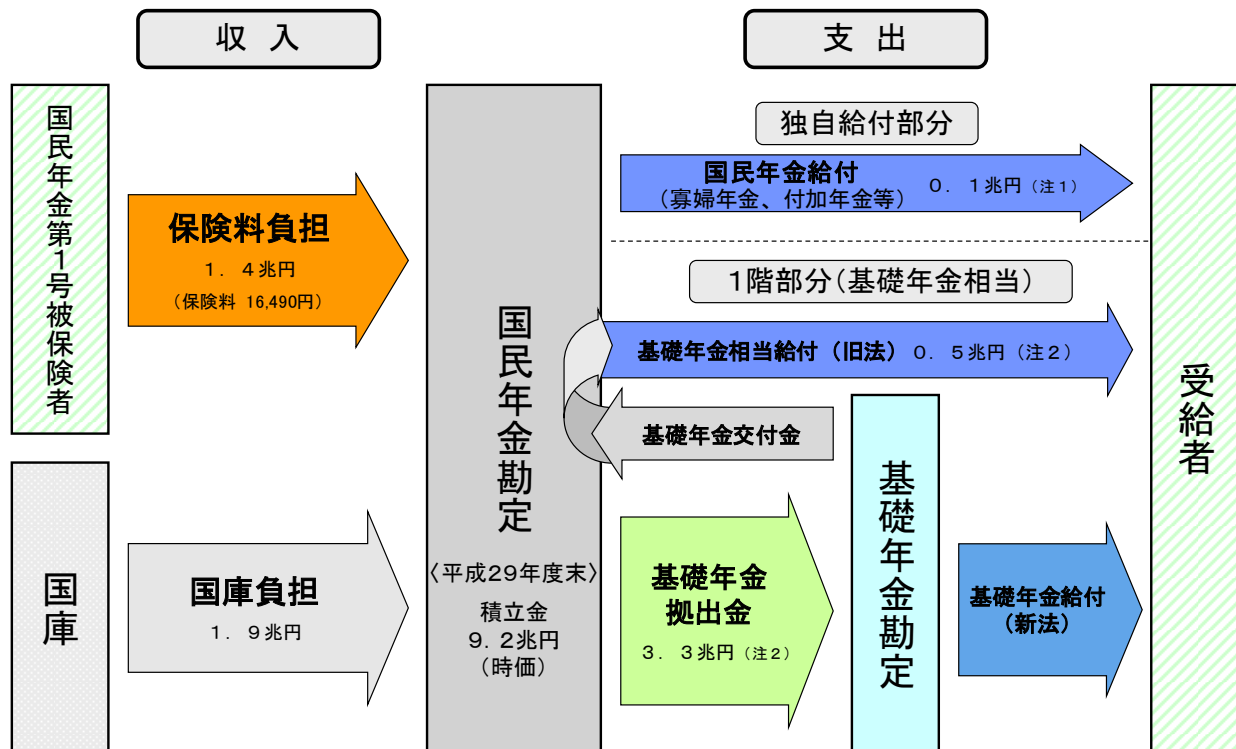 収 入
支 出
国民年金第1号被保険者
保険料負担
1. 4兆円
（保険料 16,490円）
国庫
国庫負担
1. 9兆円
国民年金勘定
〈平成29年度末〉
積立金
9. 2兆円
（時価）
独自給付部分
国民年金給付
（寡婦年金、付加年金等） 0. 1兆円（注１）
1階部分（基礎年金相当）
基礎年金相当給付（旧法） 0. 5兆円（注２）
基礎年金交付金
基礎年金
拠出金
3. 3兆円（注２）
基礎年金勘定
基礎年金給付
（新法）
受給者